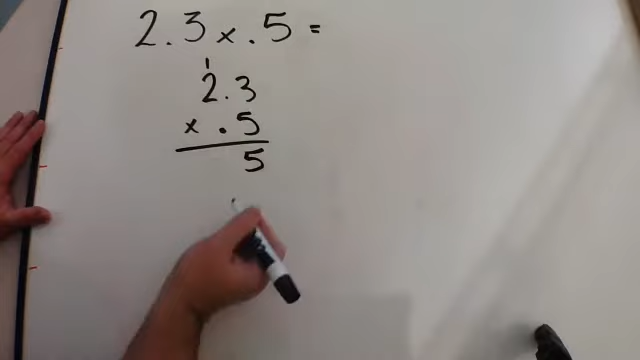 2.3 x .5 =
1
2.3
x .5
5